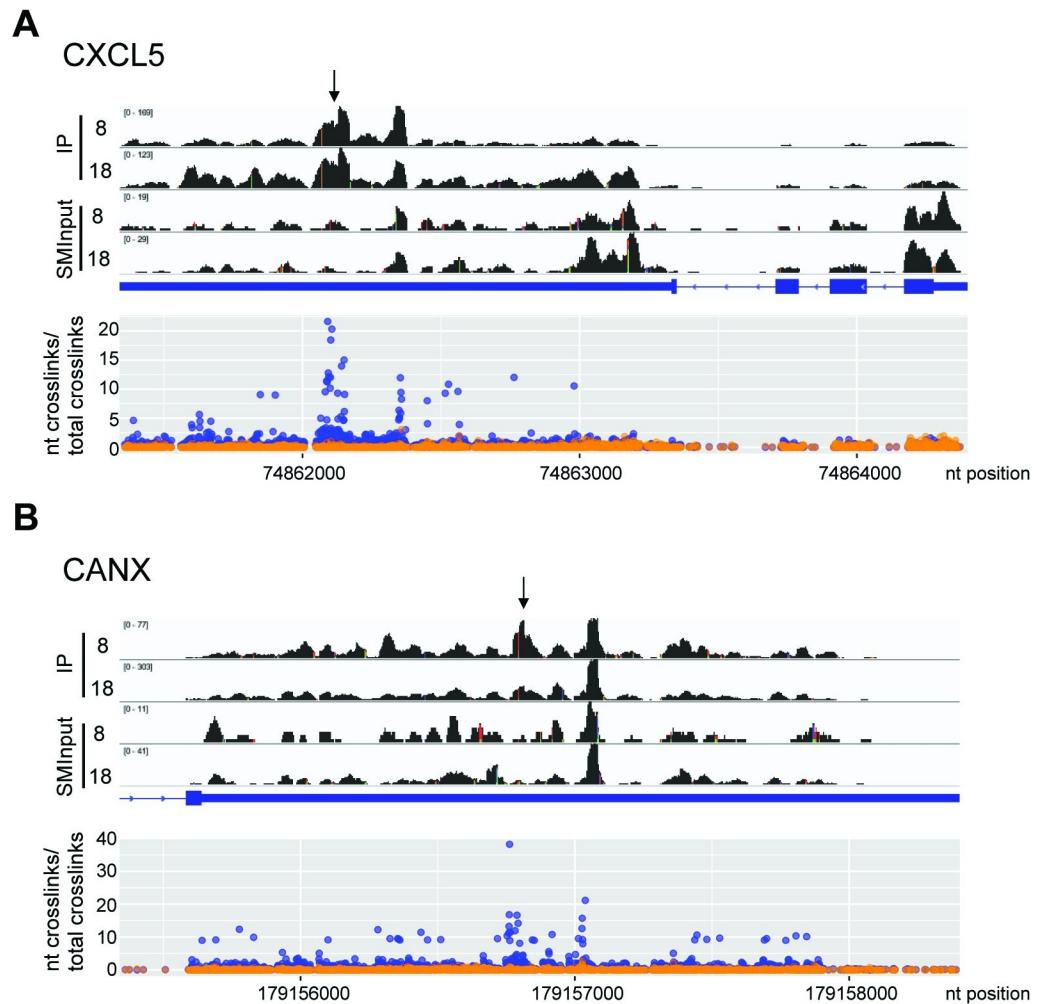 A
CXCL5
IP
8
[0 - 169]
18
[0 - 123]
SMInput
8
[0 - 19]
18
[0 - 29]
nt crosslinks/
total crosslinks
20
15
10
5
0
74862000 74863000 74864000 nt position
B
CANX
IP
8
[0 - 77]
18
[0 - 303]
SMInput
8
[0 - 11]
18
[0 - 41]
nt crosslinks/
total crosslinks
40
30
20
10
0
179156000 179157000 179158000 nt position